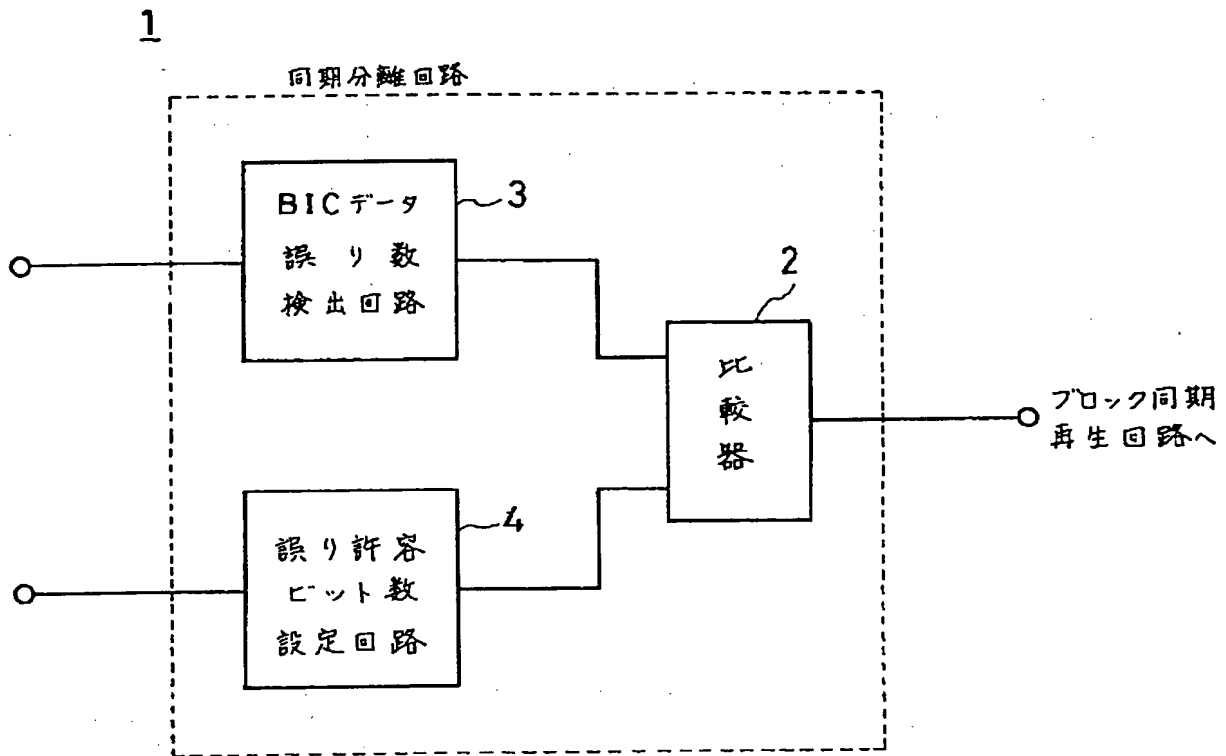 1
同期分離回路
BICデータ
誤り数
検出回路
3
2
比
較
器
ブロック同期
再生回路へ
誤り許容
ビット数
設定回路
4